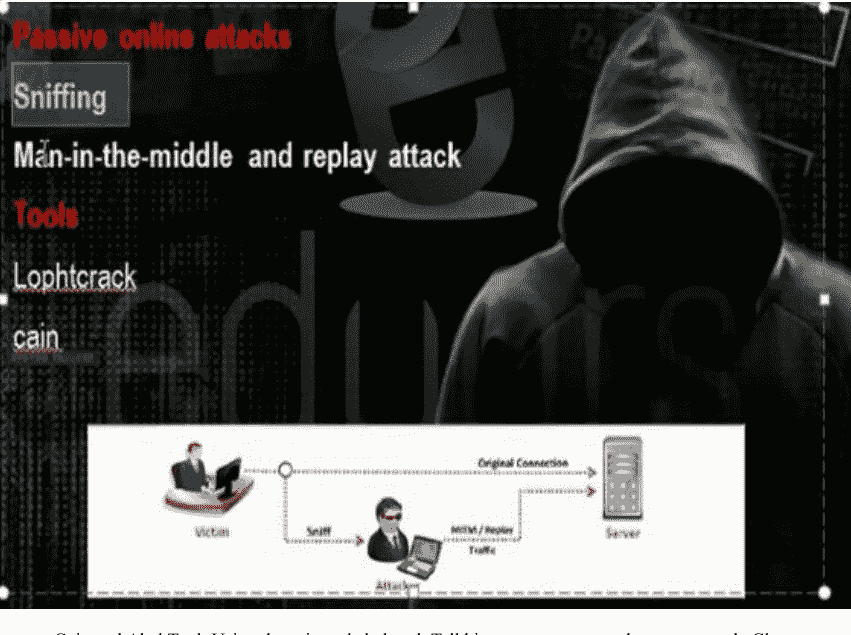 Passive online attacks
Sniffing
Man-in-the-middle and replay attack
Tools
Lophtcrack
cain
Original Connection
Victim
Sniff
MITM / Replay
Traffic
Server
Attacker